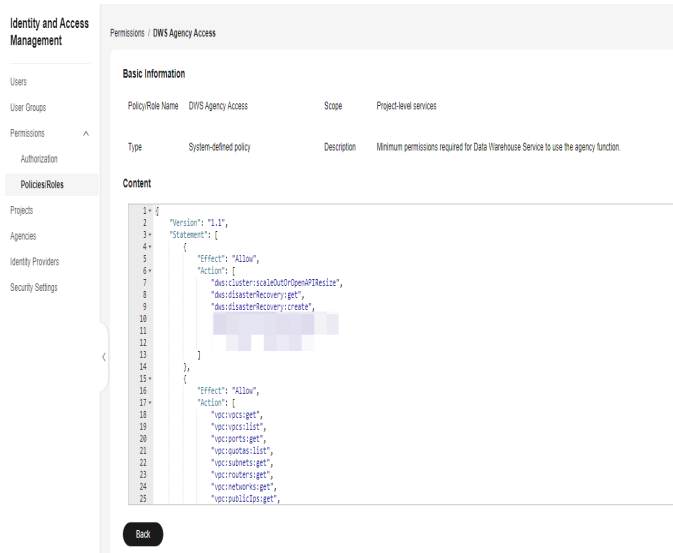 Identity and Access
Management
Users
User Groups
Permissions
Authorization
Policies/Roles
Projects
Agencies
Identity Providers
Security Settings
Permissions / DWS Agency Access
Basic Information
Policy/Role Name DWS Agency Access Scope Project-level services
Type System-defined policy Description Minimum permissions required for Data Warehouse Service to use the agency function.
Content
1 {
2 "Version": "1.1",
3 "Statement": [
4 {
5 "Effect": "Allow",
6 "Action": [
7 "dws:cluster:scaleOutOrOpenAPIResize",
8 "dws:disasterRecovery:get",
9 "dws:disasterRecovery:create",
10
11
12
13 ]
14 },
15 {
16 "Effect": "Allow",
17 "Action": [
18 "vpc:vpcs:get",
19 "vpc:vpcs:list",
20 "vpc:ports:get",
21 "vpc:quotas:list",
22 "vpc:subnets:get",
23 "vpc:routers:get",
24 "vpc:networks:get",
25 "vpc:publicIps:get",
Back